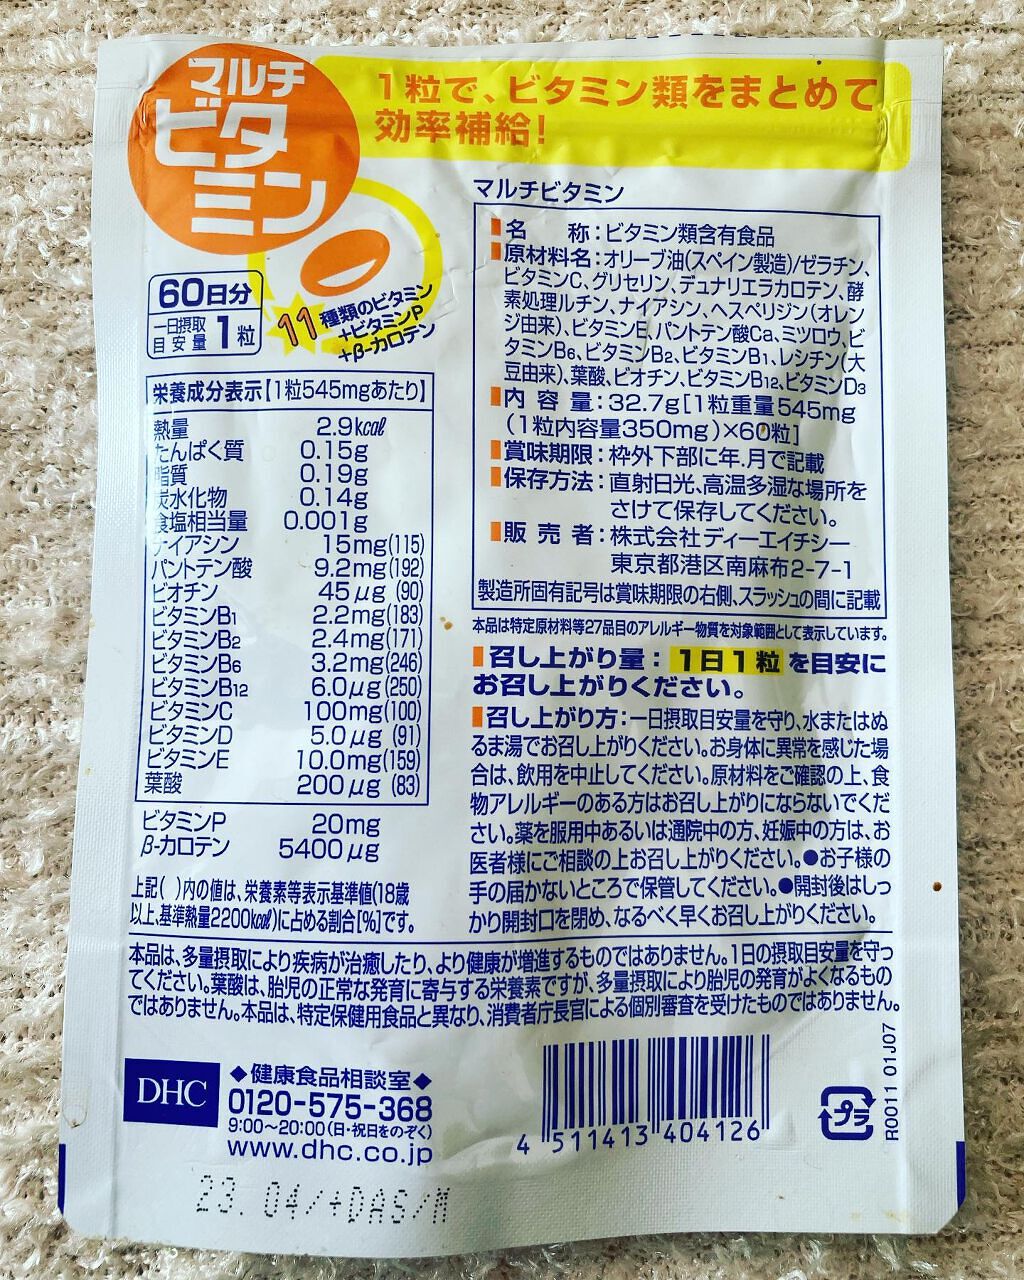 マルチ
ビタ
ミン
1粒で、ビタミン類をまとめて
効率補給!
60日分
一日摂取
目安量 1粒
11種類のビタミン
+ビタミンP
+β-カロテン
栄養成分表示【1粒545mgあたり】
熱量 2.9kcal
たんぱく質 0.15g
脂質 0.19g
炭水化物 0.14g
食塩相当量 0.001g
ナイアシン 15mg(115)
パントテン酸 9.2mg(192)
ビオチン 45μg(90)
ビタミンB1 2.2mg(183)
ビタミンB2 2.4mg(171)
ビタミンB6 3.2mg(246)
ビタミンB12 6.0μg(250)
ビタミンC 100mg(100)
ビタミンD 5.0μg(91)
ビタミンE 10.0mg(159)
葉酸 200μg(83)
ビタミンP 20mg
β-カロテン 5400μg
上記( )内の値は、栄養素等表示基準値(18歳
以上、基準熱量2200kcal)に占める割合[%]です。
マルチビタミン
名 称:ビタミン類含有食品
原材料名:オリーブ油(スペイン製造)/ゼラチン、
ビタミンC、グリセリン、デュナリエラカロテン、酵
素処理ルチン、ナイアシン、ヘスペリジン(オレン
ジ由来)、ビタミンE、パントテン酸Ca、ミツロウ、ビ
タミンB6、ビタミンB2、ビタミンB1、レシチン(大
豆由来)、葉酸、ビオチン、ビタミンB12、ビタミンD3
内容量:32.7g[1粒重量545mg
(1粒内容量350mg)×60粒]
賞味期限:枠外下部に年.月で記載
保存方法:直射日光、高温多湿な場所を
さけて保存してください。
販売者:株式会社ディーエイチシー
東京都港区南麻布2-7-1
製造所固有記号は賞味期限の右側、スラッシュの間に記載
本品は特定原材料等27品目のアレルギー物質を対象範囲として表示しています。
召し上がり量:1日1粒を目安に
お召し上がりください。
召し上がり方:一日摂取目安量を守り、水またはぬ
るま湯でお召し上がりください。お身体に異常を感じた場
合は、飲用を中止してください。原材料をご確認の上、食
物アレルギーのある方はお召し上がりにならないでくだ
さい。薬を服用中あるいは通院中の方、妊娠中の方は、お
医者様にご相談の上お召し上がりください。●お子様の
手の届かないところで保管してください。●開封後はしっ
かり開封口を閉め、なるべく早くお召し上がりください。
本品は、多量摂取により疾病が治癒したり、より健康が増進するものではありません。1日の摂取目安量を守っ
てください。葉酸は、胎児の正常な発育に寄与する栄養素ですが、多量摂取により胎児の発育がよくなるもの
ではありません。本品は、特定保健用食品と異なり、消費者庁長官による個別審査を受けたものではありません。
DHC
◆健康食品相談室◆
0120-575-368
9:00~20:00(日・祝日をのぞく)
www.dhc.co.jp
4 511413 404126
プラ
R0011 01J07
23.04/+DAS/M